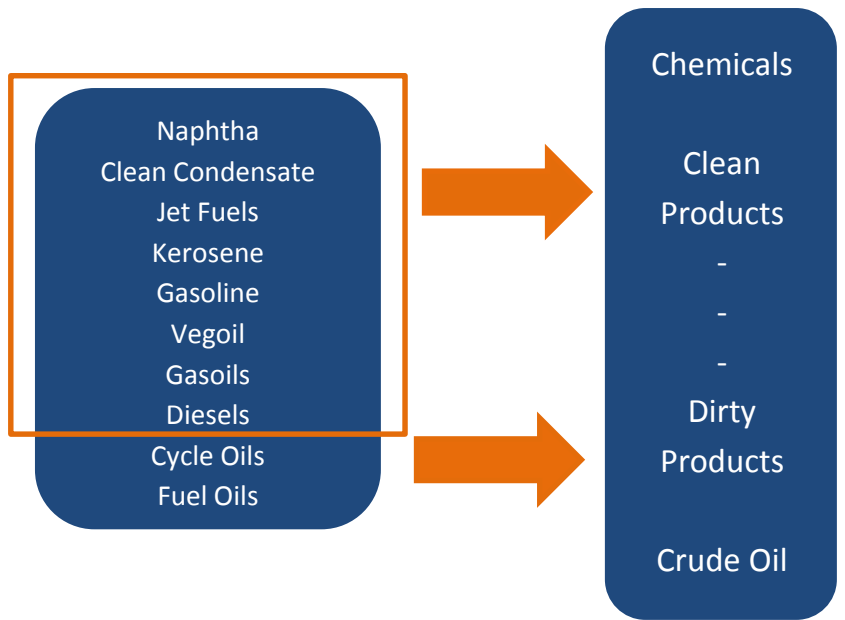 Naphtha
Clean Condensate
Jet Fuels
Kerosene
Gasoline
Vegoil
Gasoils
Diesels
Cycle Oils
Fuel Oils
Chemicals
Clean
Products
-
-
-
Dirty
Products
Crude Oil